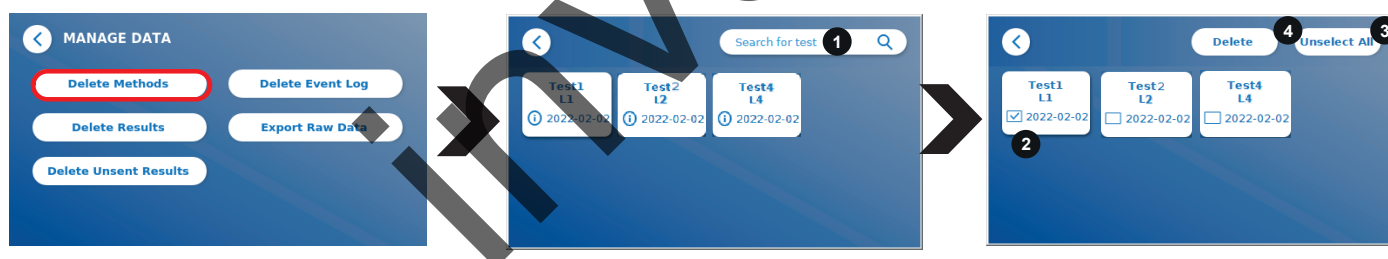 MANAGE DATA
Delete Methods
Delete Event Log
Delete Results
Export Raw Data
Delete Unsent Results
Search for test 1
Test1
L1
2022-02-02
Test2
L2
2022-02-02
Test4
L4
2022-02-02
Delete 4 Unselect All 3
Test1
L1
2022-02-02
2
Test2
L2
2022-02-02
Test4
L4
2022-02-02